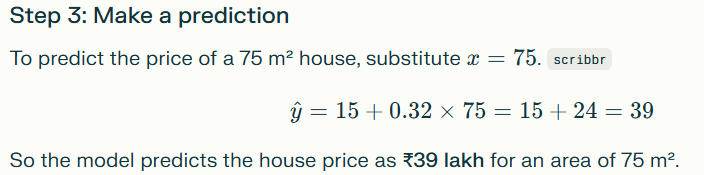 Step 3: Make a prediction
To predict the price of a 75 m² house, substitute x = 75. scribbr
ŷ = 15 + 0.32 × 75 = 15 + 24 = 39
So the model predicts the house price as ₹39 lakh for an area of 75 m².